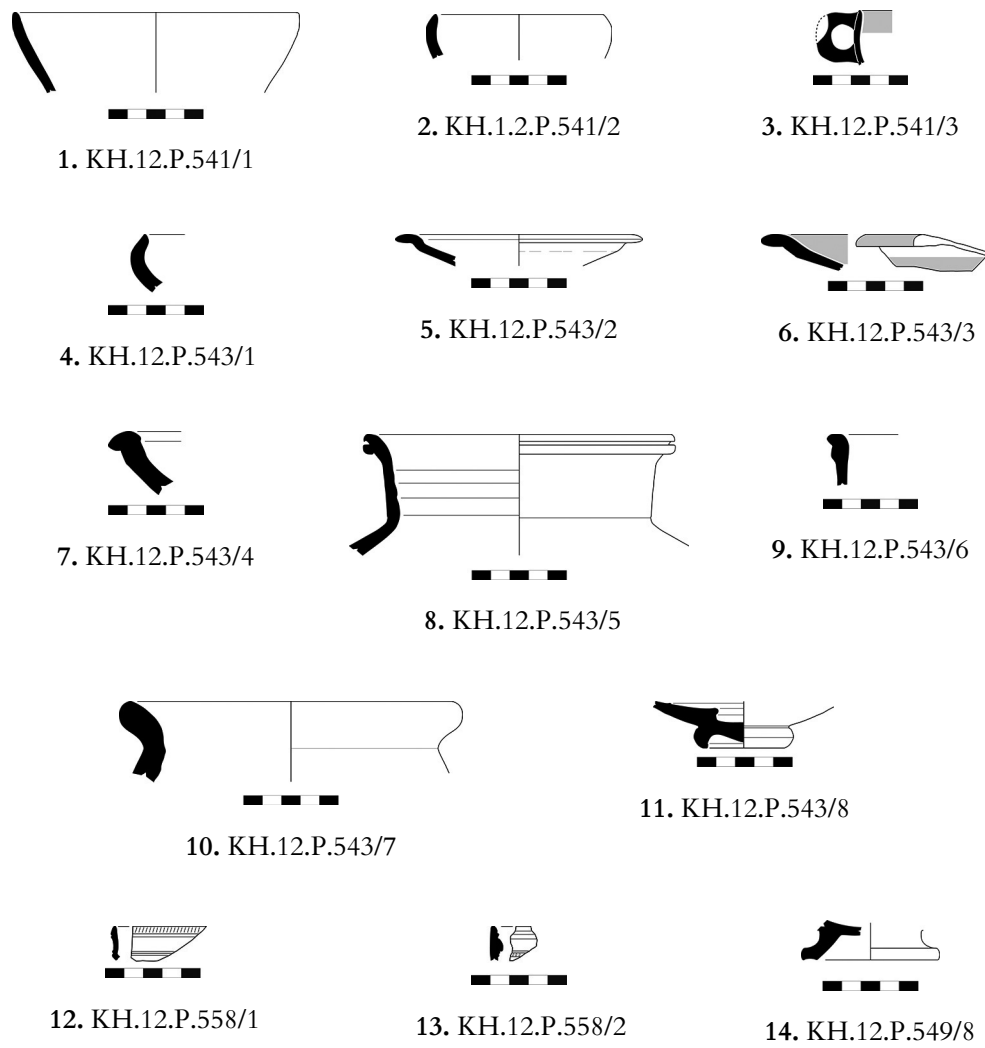 1. KH.12.P.541/1
2. KH.1.2.P.541/2
3. KH.12.P.541/3
4. KH.12.P.543/1
5. KH.12.P.543/2
6. KH.12.P.543/3
7. KH.12.P.543/4
8. KH.12.P.543/5
9. KH.12.P.543/6
10. KH.12.P.543/7
11. KH.12.P.543/8
12. KH.12.P.558/1
13. KH.12.P.558/2
14. KH.12.P.549/8